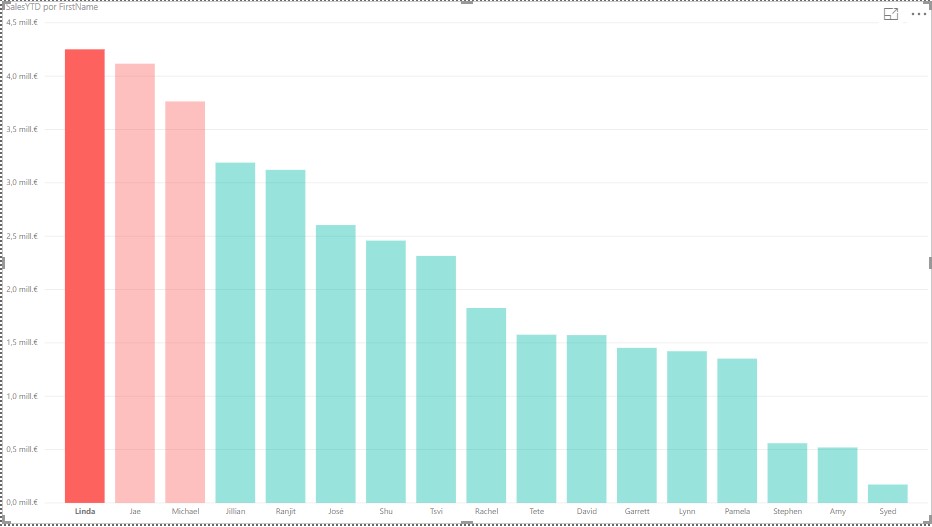 SalesYTD por FirstName
4,5 mill.€
4,0 mill.€
3,5 mill.€
3,0 mill.€
2,5 mill.€
2,0 mill.€
1,5 mill.€
1,0 mill.€
0,5 mill.€
0,0 mill.€
Linda Jae Michael Jillian Ranjit José Shu Tsvi Rachel Tete David Garrett Lynn Pamela Stephen Amy Syed